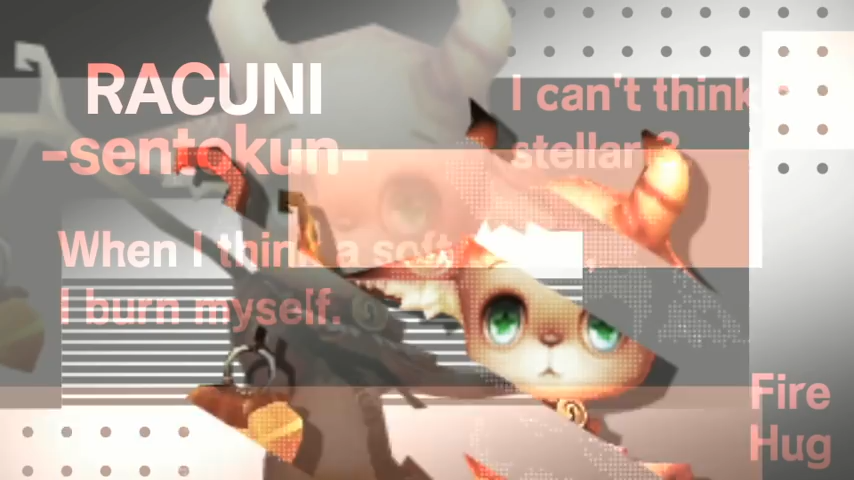 RACUNI
-sentokun-
I can't think
stellar ?
When I think a soft
I burn myself.
Fire
Hug